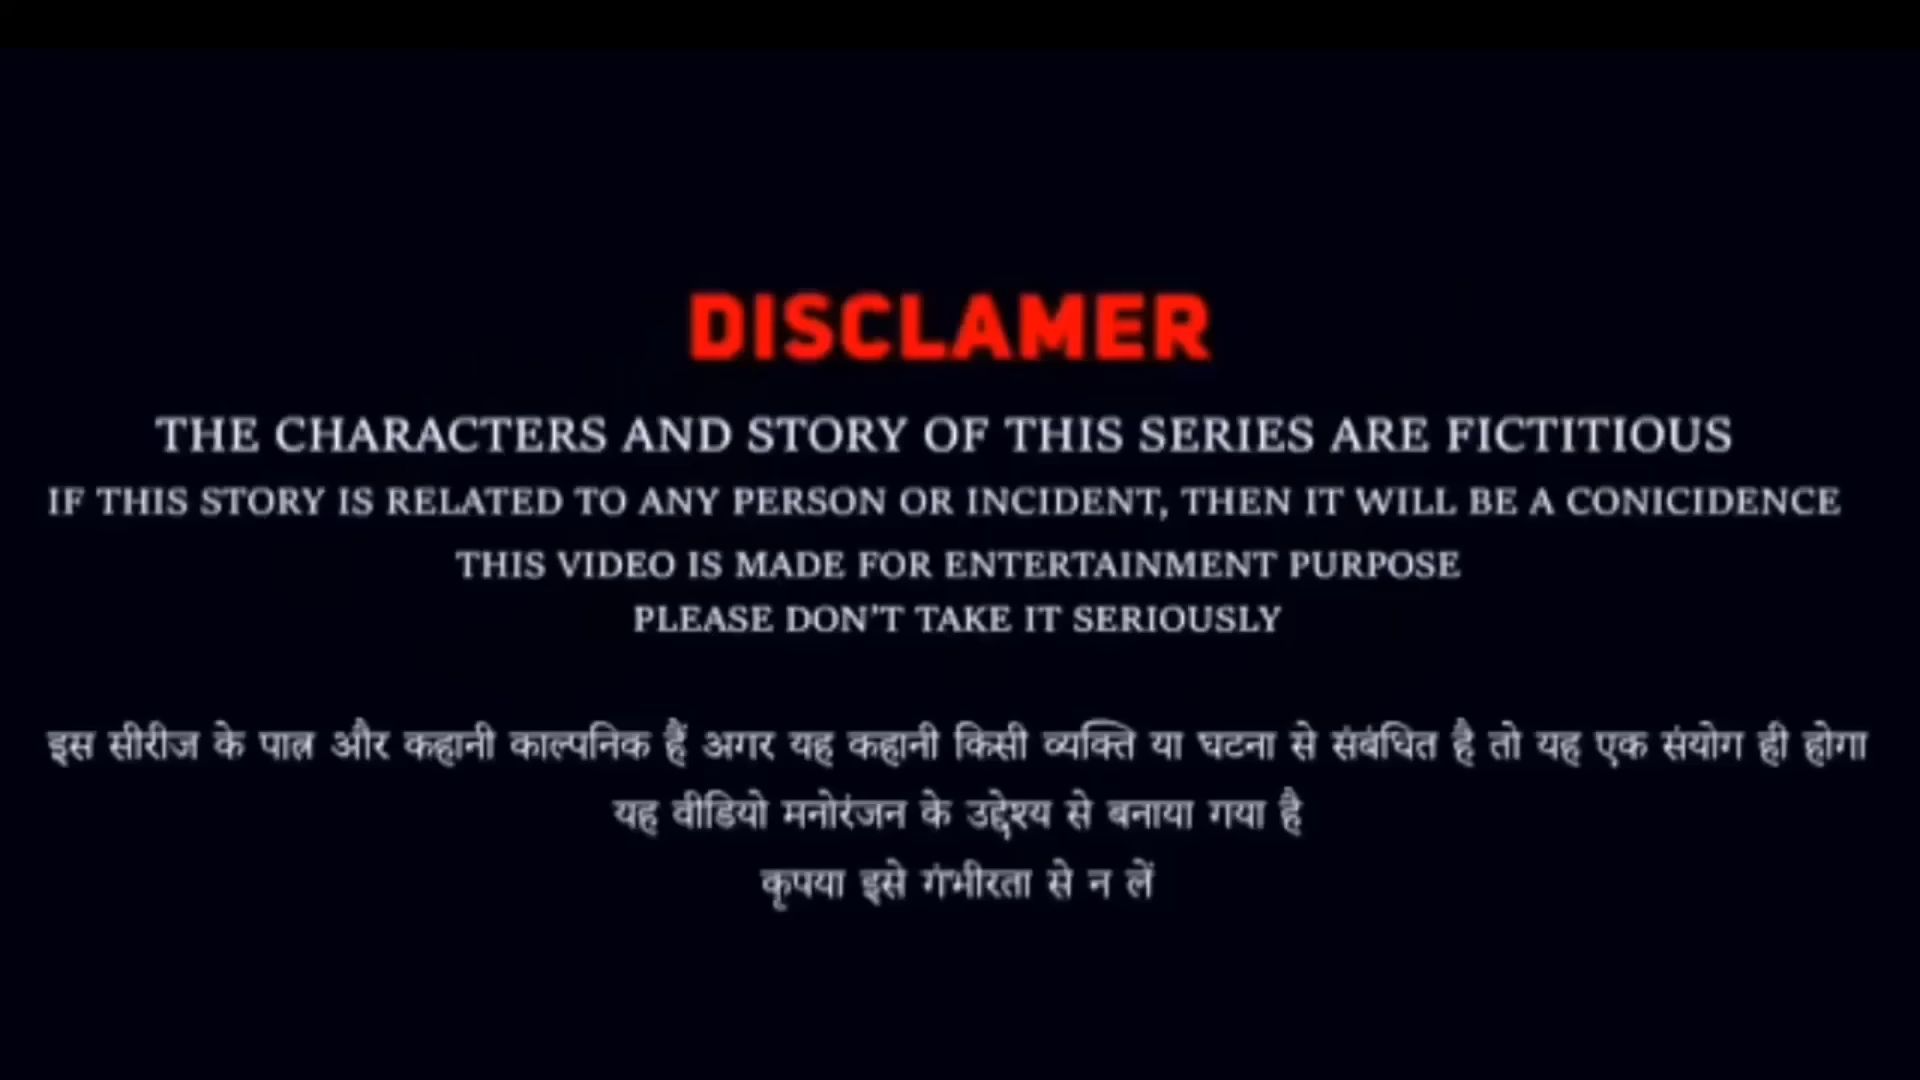 DISCLAMER
THE CHARACTERS AND STORY OF THIS SERIES ARE FICTITIOUS
IF THIS STORY IS RELATED TO ANY PERSON OR INCIDENT, THEN IT WILL BE A CONICIDENCE
THIS VIDEO IS MADE FOR ENTERTAINMENT PURPOSE
PLEASE DON'T TAKE IT SERIOUSLY
इस सीरीज के पात्र और कहानी काल्पनिक हैं अगर यह कहानी किसी व्यक्ति या घटना से संबंधित है तो यह एक संयोग ही होगा
यह वीडियो मनोरंजन के उद्देश्य से बनाया गया है
कृपया इसे गंभीरता से न लें